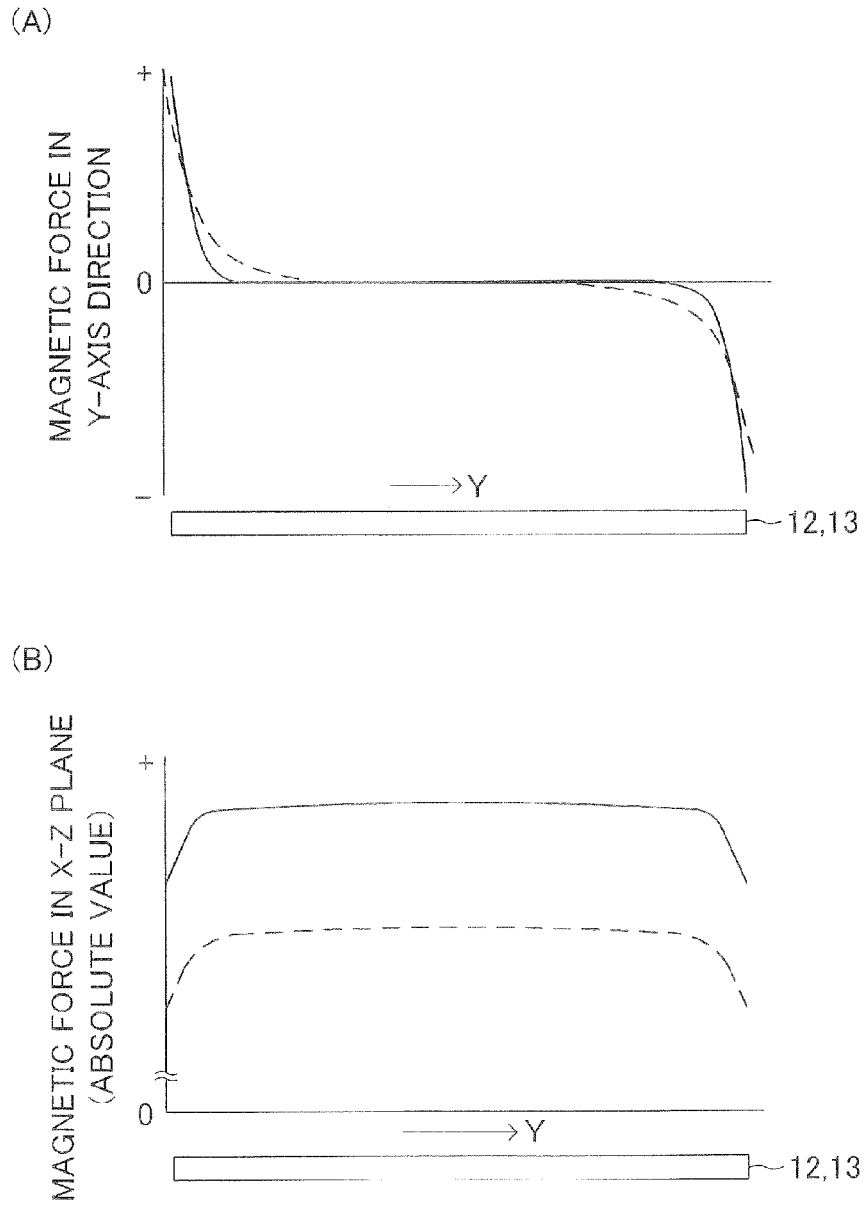 (A)
+
MAGNETIC FORCE IN
Y-AXIS DIRECTION
0
Y
−
12,13
(B)
+
MAGNETIC FORCE IN X-Z PLANE
(ABSOLUTE VALUE)
0
Y
12,13